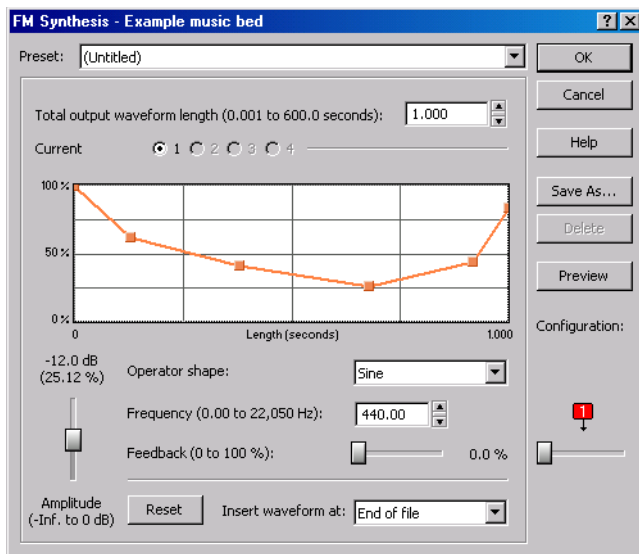 FM Synthesis - Example music bed
Preset: (Untitled)
OK
Cancel
Help
Save As...
Delete
Preview
Configuration:
1
Total output waveform length (0.001 to 600.0 seconds): 1.000
Current 1 2 3 4
100 %
50 %
0 %
0 Length (seconds) 1.000
-12.0 dB
(25.12 %)
Operator shape: Sine
Frequency (0.00 to 22,050 Hz): 440.00
Feedback (0 to 100 %): 0.0 %
Amplitude
(-Inf. to 0 dB)
Reset
Insert waveform at: End of file